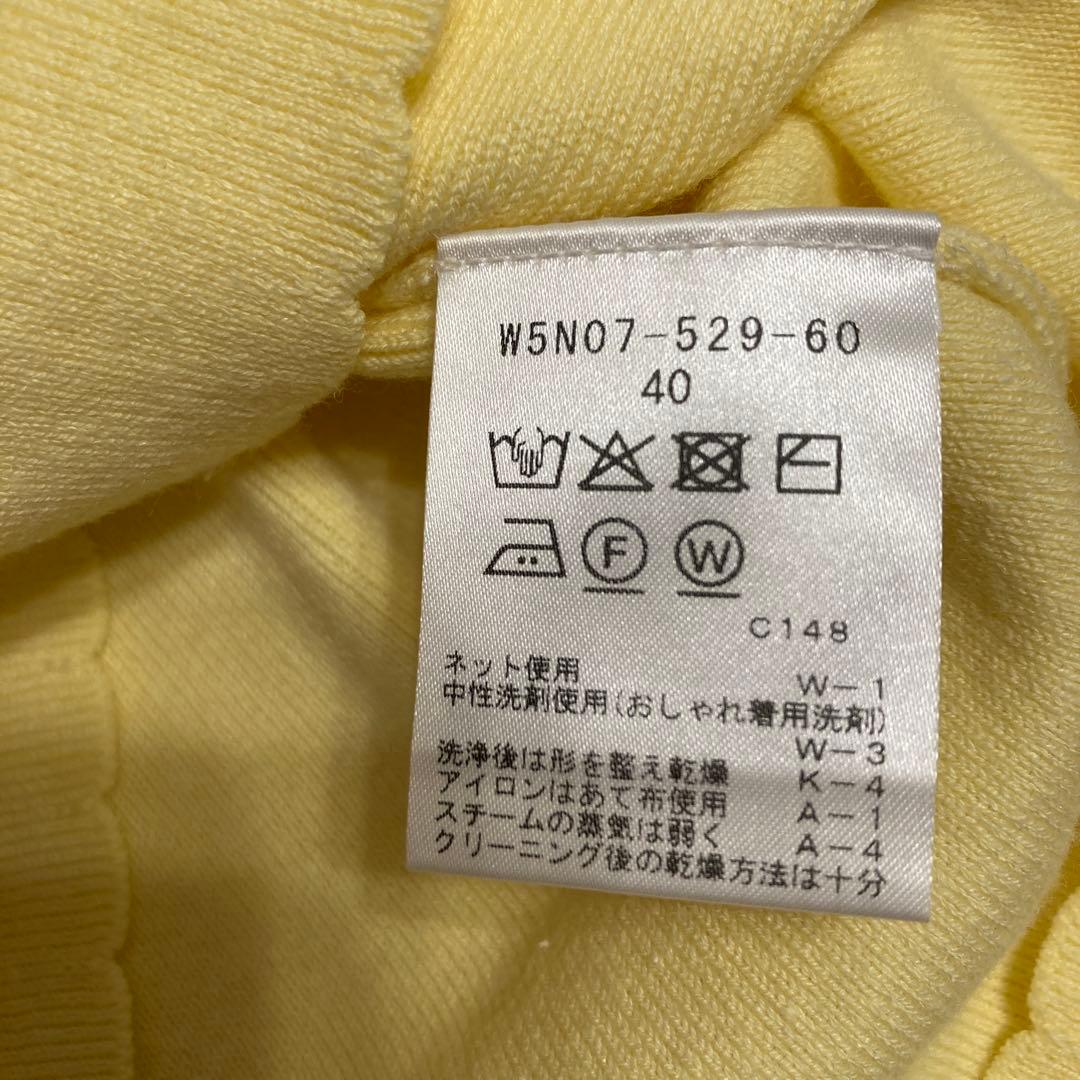 W5N07-529-60
40
F W
C148
ネット使用 W-1
中性洗剤使用(おしゃれ着用洗剤)
W-3
洗浄後は形を整え乾燥 K-4
アイロンはあて布使用 A-1
スチームの蒸気は弱く A-4
クリーニング後の乾燥方法は十分